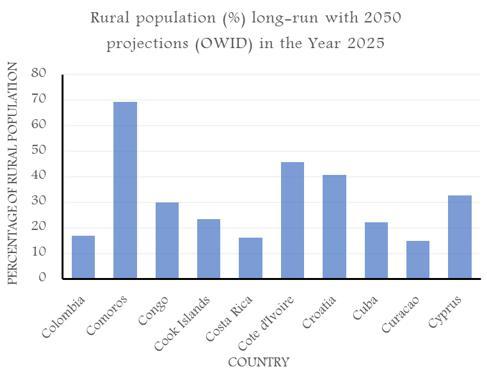 Rural population (%) long-run with 2050
projections (OWID) in the Year 2025
PERCENTAGE OF RURAL POPULATION
80
70
60
50
40
30
20
10
0
Colombia
Comoros
Congo
Cook Islands
Costa Rica
Cote d'Ivoire
Croatia
Cuba
Curacao
Cyprus
COUNTRY